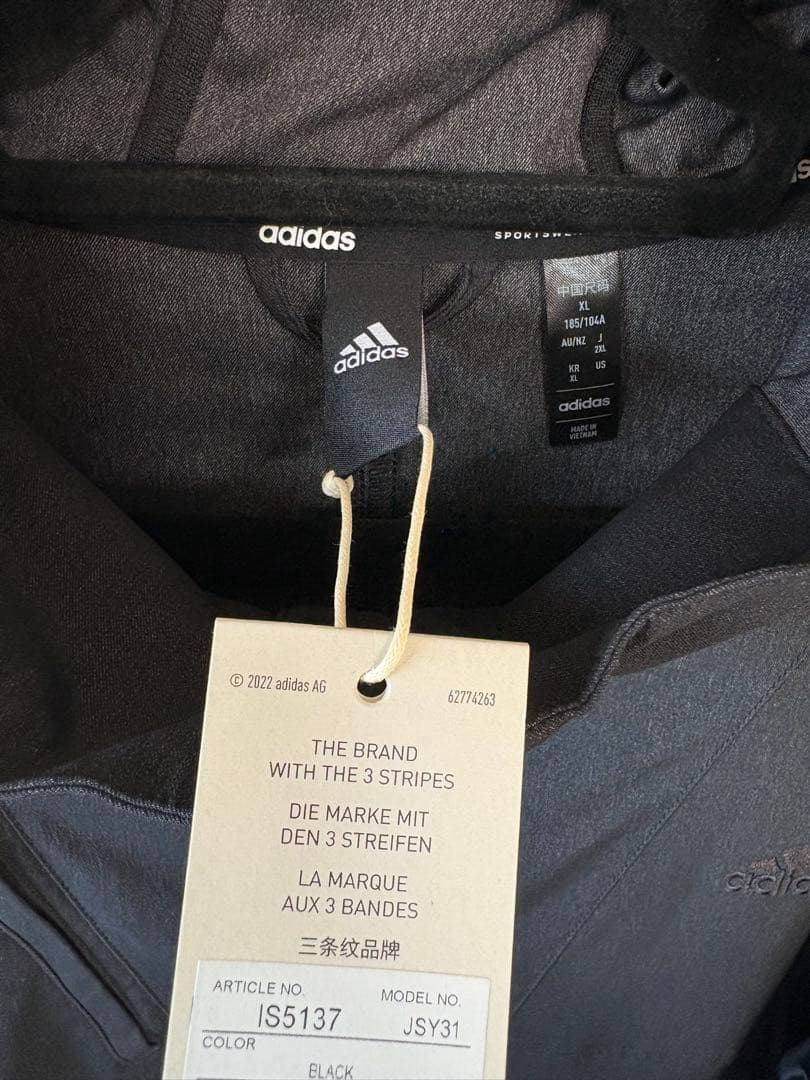 adidas
adidas
中国尺码
XL
185/104A
AU/NZ J
2XL
KR US
XL
adidas
MADE IN
VIETNAM
© 2022 adidas AG
62774263
THE BRAND
WITH THE 3 STRIPES
DIE MARKE MIT
DEN 3 STREIFEN
LA MARQUE
AUX 3 BANDES
三条纹品牌
ARTICLE NO.
IS5137
MODEL NO.
JSY31
COLOR
BLACK